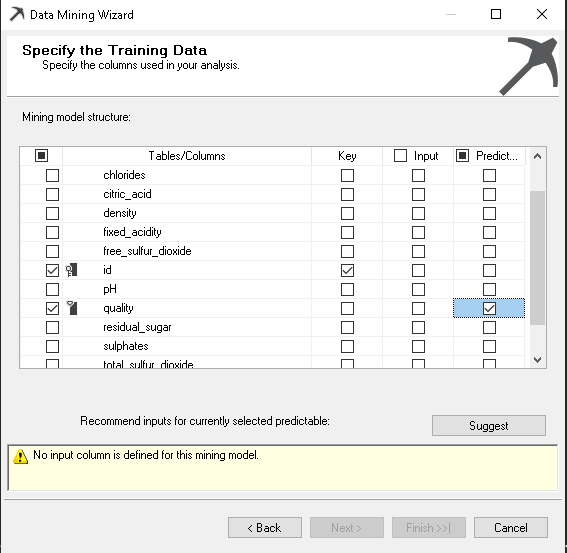 Data Mining Wizard
Specify the Training Data
Specify the columns used in your analysis.
Mining model structure:
Tables/Columns Key Input Predict...
chlorides
citric_acid
density
fixed_acidity
free_sulfur_dioxide
id
pH
quality
residual_sugar
sulphates
total_sulfur_dioxide
Recommend inputs for currently selected predictable:
Suggest
No input column is defined for this mining model.
< Back Next > Finish >>| Cancel